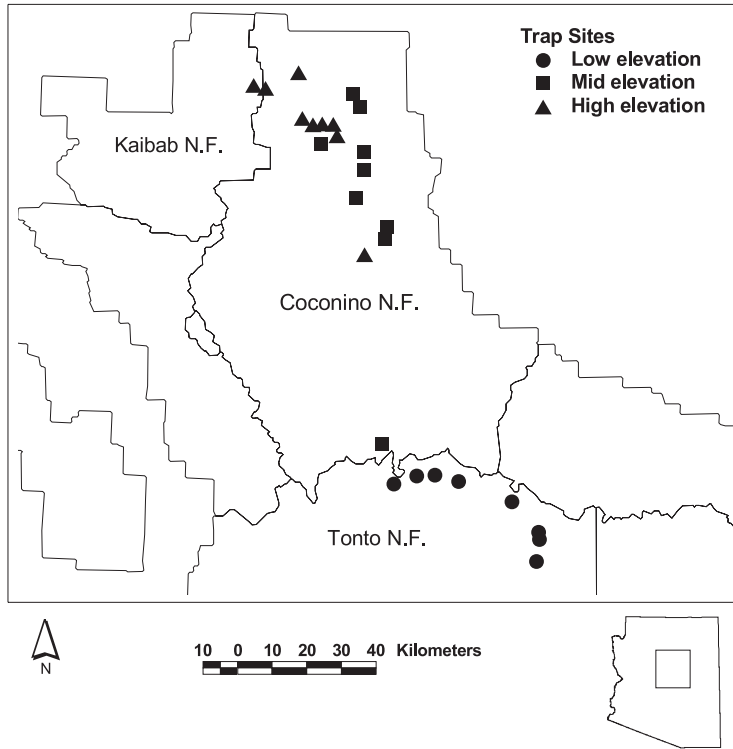 Trap Sites
Low elevation
Mid elevation
High elevation
Kaibab N.F.
Coconino N.F.
Tonto N.F.
N
10 0 10 20 30 40 Kilometers